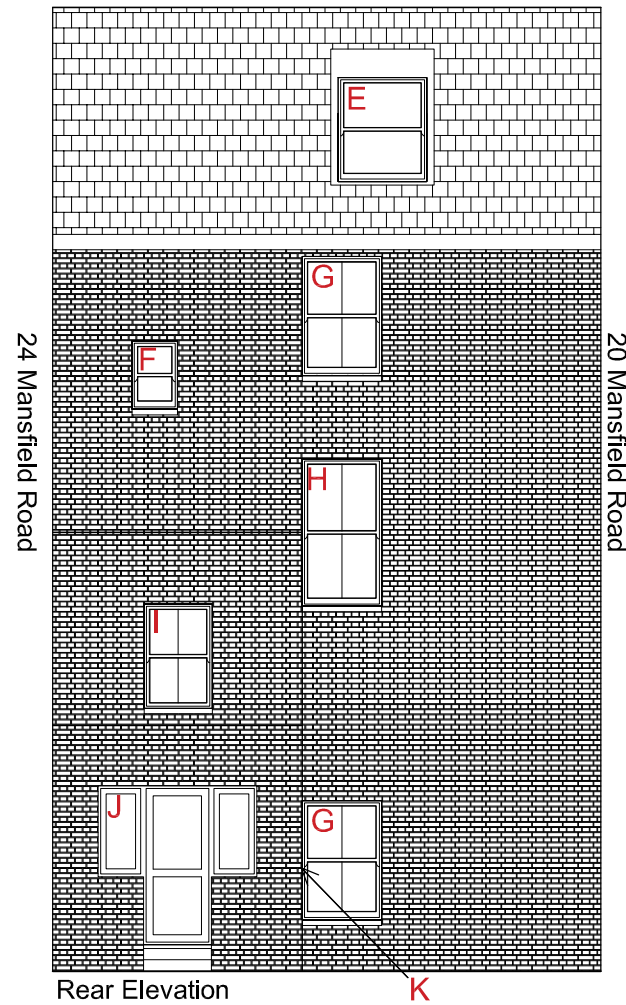 E
G
F
24 Mansfield Road
20 Mansfield Road
H
I
J
G
Rear Elevation
K